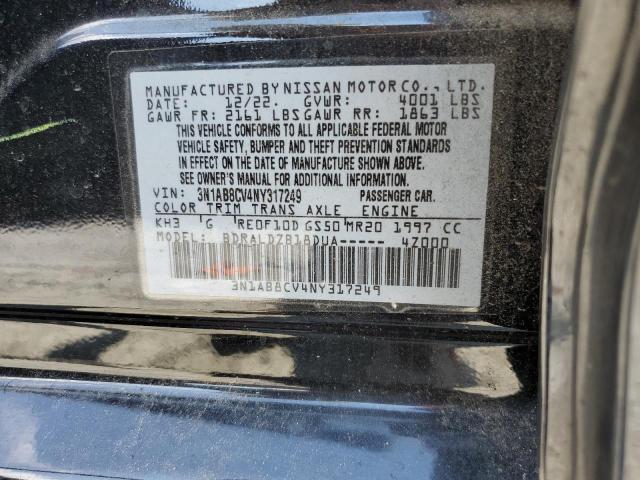 MANUFACTURED BY NISSAN MOTOR CO., LTD.
DATE: 12/22. GVWR: 4001 LBS
GAWR FR: 2161 LBS GAWR RR: 1863 LBS
THIS VEHICLE CONFORMS TO ALL APPLICABLE FEDERAL MOTOR
VEHICLE SAFETY, BUMPER AND THEFT PREVENTION STANDARDS
IN EFFECT ON THE DATE OF MANUFACTURE SHOWN ABOVE.
SEE OWNER'S MANUAL FOR ADDITIONAL INFORMATION
VIN: 3N1AB8CV4NY317249 PASSENGER CAR.
COLOR TRIM TRANS AXLE ENGINE
KH3 G RE0F10D GS50 MR20 1997 CC
MODEL: BDRALDZB18DUA----- 4Z000
3N1AB8CV4NY317249